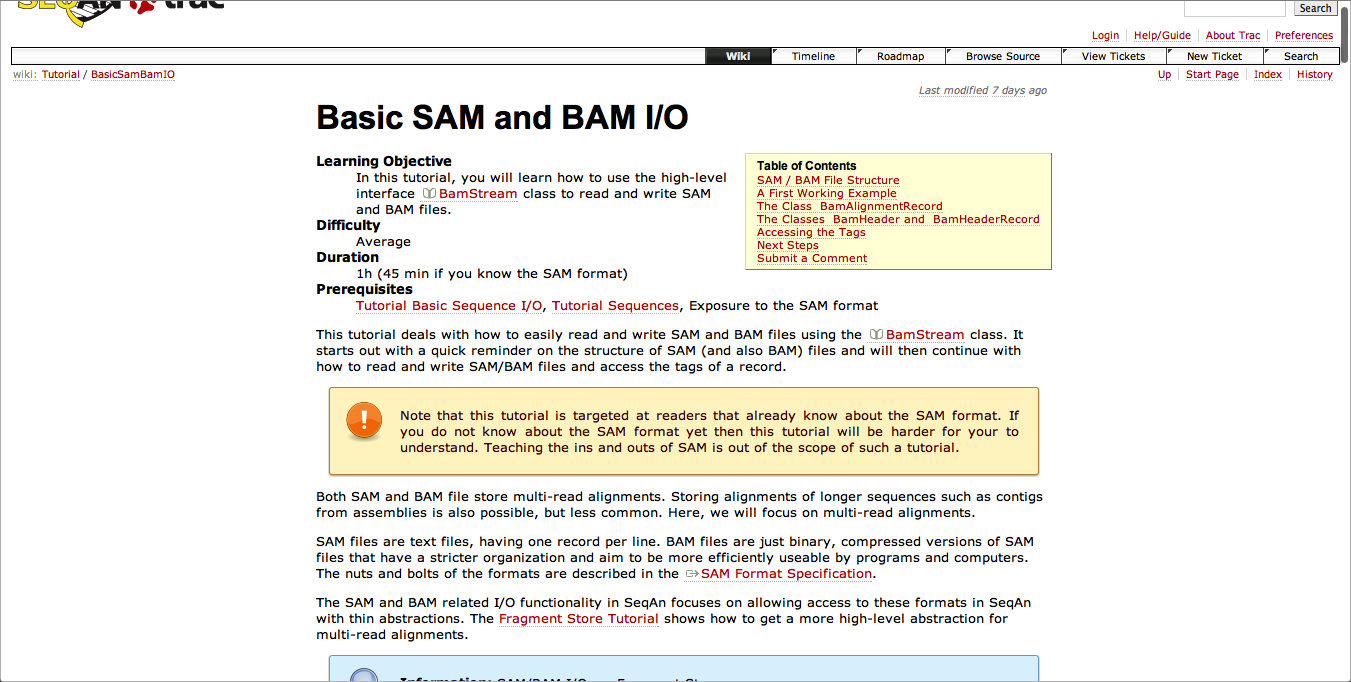 SEQAN trac
Search
Login Help/Guide About Trac Preferences
Wiki Timeline Roadmap Browse Source View Tickets New Ticket Search
wiki: Tutorial / BasicSamBamIO
Up Start Page Index History
Last modified 7 days ago
Basic SAM and BAM I/O
Learning Objective
In this tutorial, you will learn how to use the high-level
interface BamStream class to read and write SAM
and BAM files.
Difficulty
Average
Duration
1h (45 min if you know the SAM format)
Prerequisites
Tutorial Basic Sequence I/O, Tutorial Sequences, Exposure to the SAM format
Table of Contents
SAM / BAM File Structure
A First Working Example
The Class BamAlignmentRecord
The Classes BamHeader and BamHeaderRecord
Accessing the Tags
Next Steps
Submit a Comment
This tutorial deals with how to easily read and write SAM and BAM files using the BamStream class. It
starts out with a quick reminder on the structure of SAM (and also BAM) files and will then continue with
how to read and write SAM/BAM files and access the tags of a record.
Note that this tutorial is targeted at readers that already know about the SAM format. If
you do not know about the SAM format yet then this tutorial will be harder for your to
understand. Teaching the ins and outs of SAM is out of the scope of such a tutorial.
Both SAM and BAM file store multi-read alignments. Storing alignments of longer sequences such as contigs
from assemblies is also possible, but less common. Here, we will focus on multi-read alignments.
SAM files are text files, having one record per line. BAM files are just binary, compressed versions of SAM
files that have a stricter organization and aim to be more efficiently useable by programs and computers.
The nuts and bolts of the formats are described in the SAM Format Specification.
The SAM and BAM related I/O functionality in SeqAn focuses on allowing access to these formats in SeqAn
with thin abstractions. The Fragment Store Tutorial shows how to get a more high-level abstraction for
multi-read alignments.
Information: SAM/BAM I/O